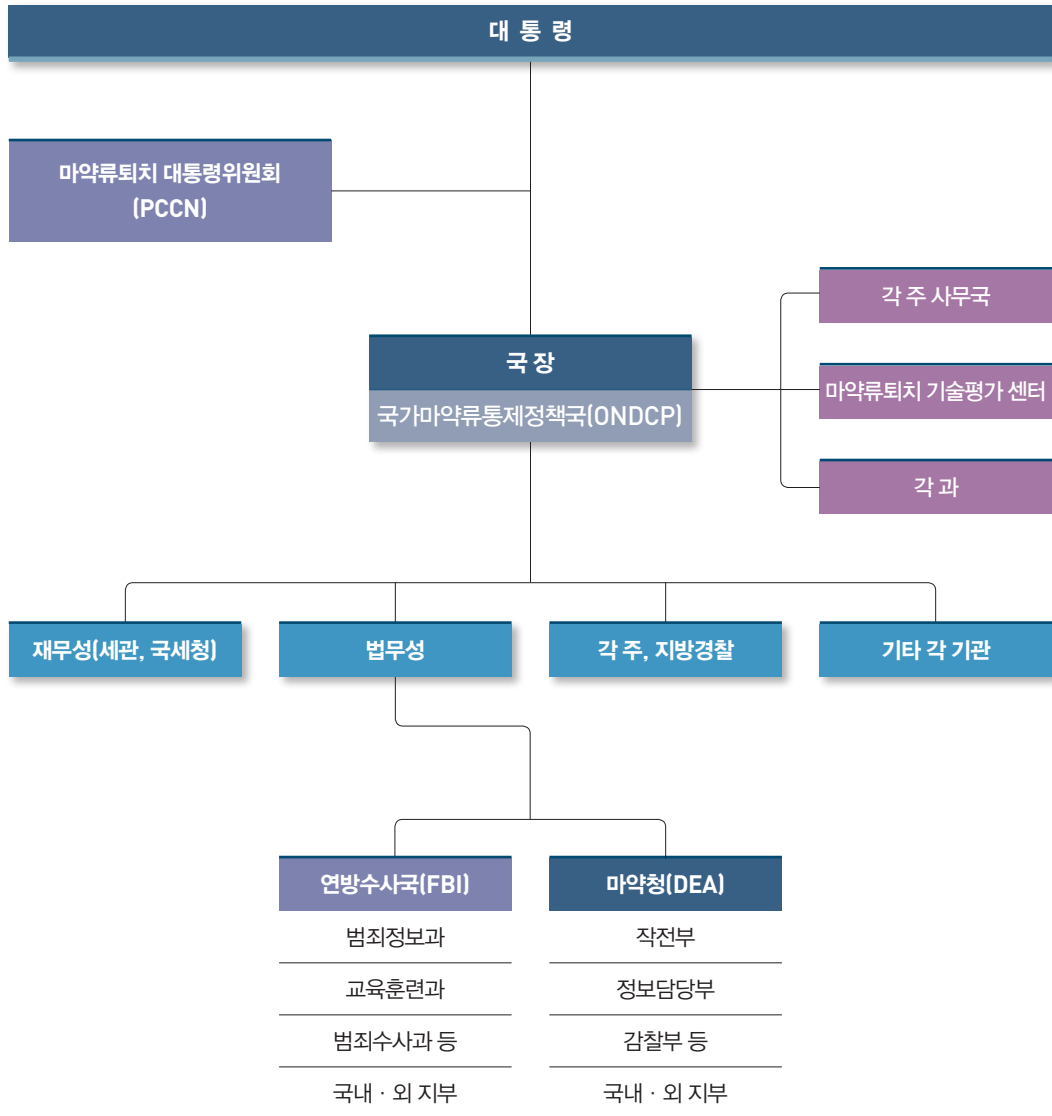 대 통 령
마약류퇴치 대통령위원회
(PCCN)
각 주 사무국
국 장
마약류퇴치 기술평가 센터
국가마약류통제정책국(ONDCP)
각 과
재무성(세관, 국세청)
법무성
각 주, 지방경찰
기타 각 기관
연방수사국(FBI)
마약청(DEA)
범죄정보과
작전부
교육훈련과
정보담당부
범죄수사과 등
감찰부 등
국내 · 외 지부
국내 · 외 지부